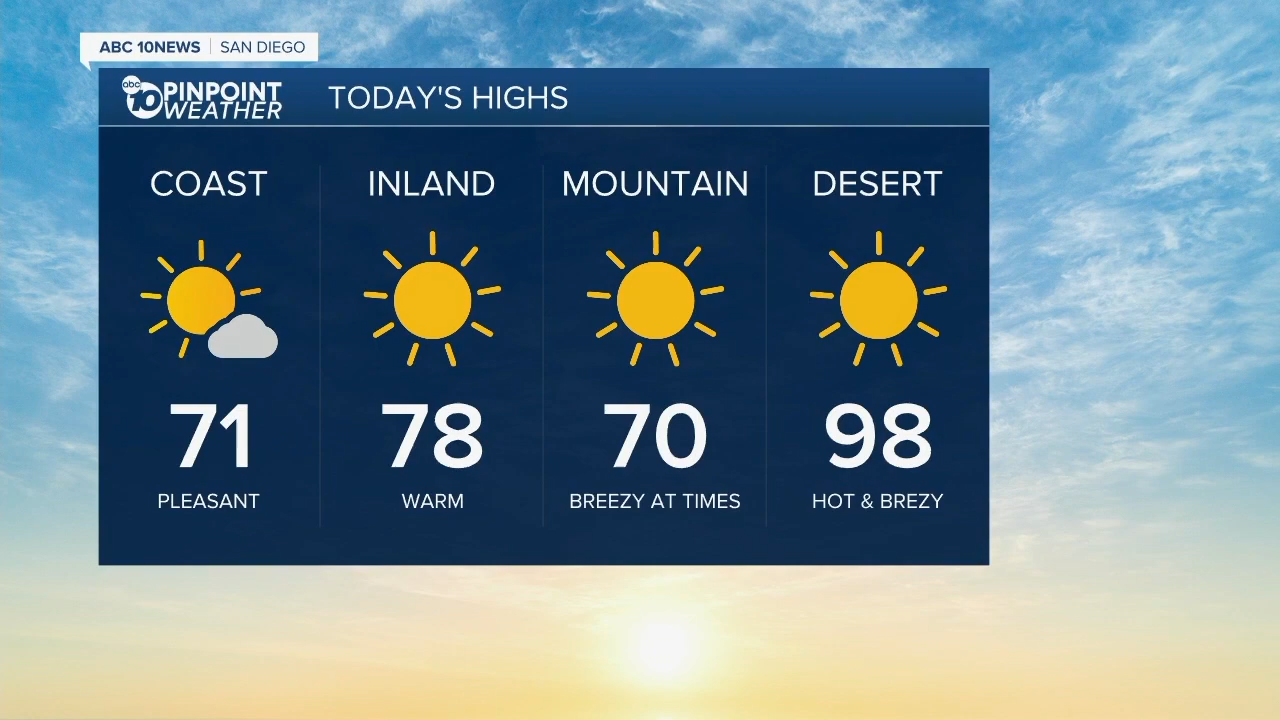 ABC 10NEWS | SAN DIEGO
abc 10 PINPOINT WEATHER
TODAY'S HIGHS
COAST
INLAND
MOUNTAIN
DESERT
71
78
70
98
PLEASANT
WARM
BREEZY AT TIMES
HOT & BREZY